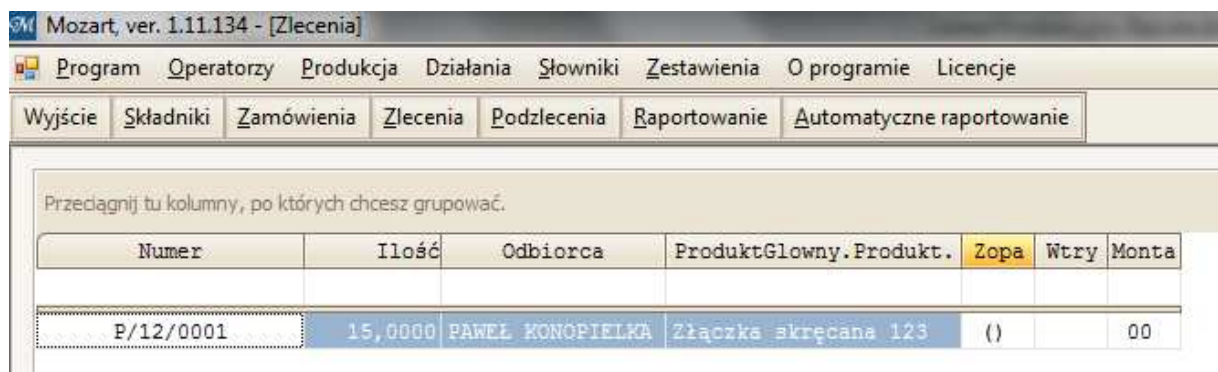 Mozart, ver. 1.11.134 - [Zlecenia]
Program Operatorzy Produkcja Działania Słowniki Zestawienia O programie Licencje
Wyjście Składniki Zamówienia Zlecenia Podzlecenia Raportowanie Automatyczne raportowanie
Przeciągnij tu kolumny, po których chcesz grupować.
Numer Ilość Odbiorca ProduktGlowny.Produkt. Zopa Wtry Monta
P/12/0001 15,0000 PAWEŁ KONOPIELKA Złączka skręcana 123 () 00